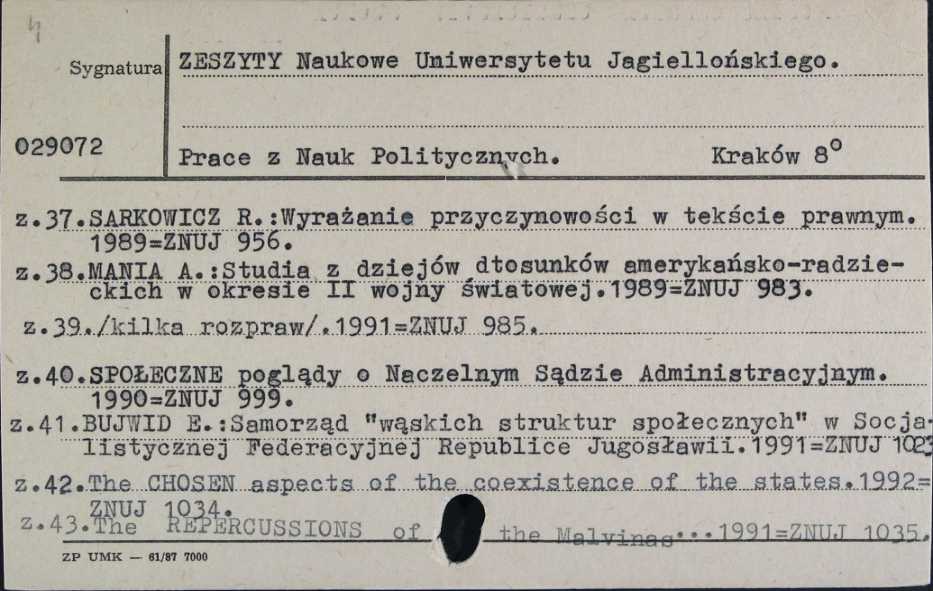 Sygnatura
ZESZYTY Naukowe Uniwersytetu Jagiellońskiego.
029072
Prace z Nauk Politycznych. Kraków 8°
z.37.SARKOWICZ R.:Wyrażanie przyczynowości w tekście prawnym.
1989=ZNUJ 956.
z.38.MANIA A.:Studia z dziejów dtosunków amerykańsko-radzie-
ckich w okresie II wojny światowej.1989=ZNUJ 983.
z.39./kilka rozpraw/.1991=ZNUJ 985.
z.40.SPOŁECZNE poglądy o Naczelnym Sądzie Administracyjnym.
1990=ZNUJ 999.
z.41.BUJWID E.:Samorząd "wąskich struktur społecznych" w Socja-
listycznej Federacyjnej Republice Jugosławii.1991=ZNUJ 1023
z.42.The CHOSEN aspects of the coexistence of the states.1992=
ZNUJ 1034.
z.43.The REPERCUSSIONS of the Malvinas...1991=ZNUJ 1035.
ZP UMK — 61/87 7000